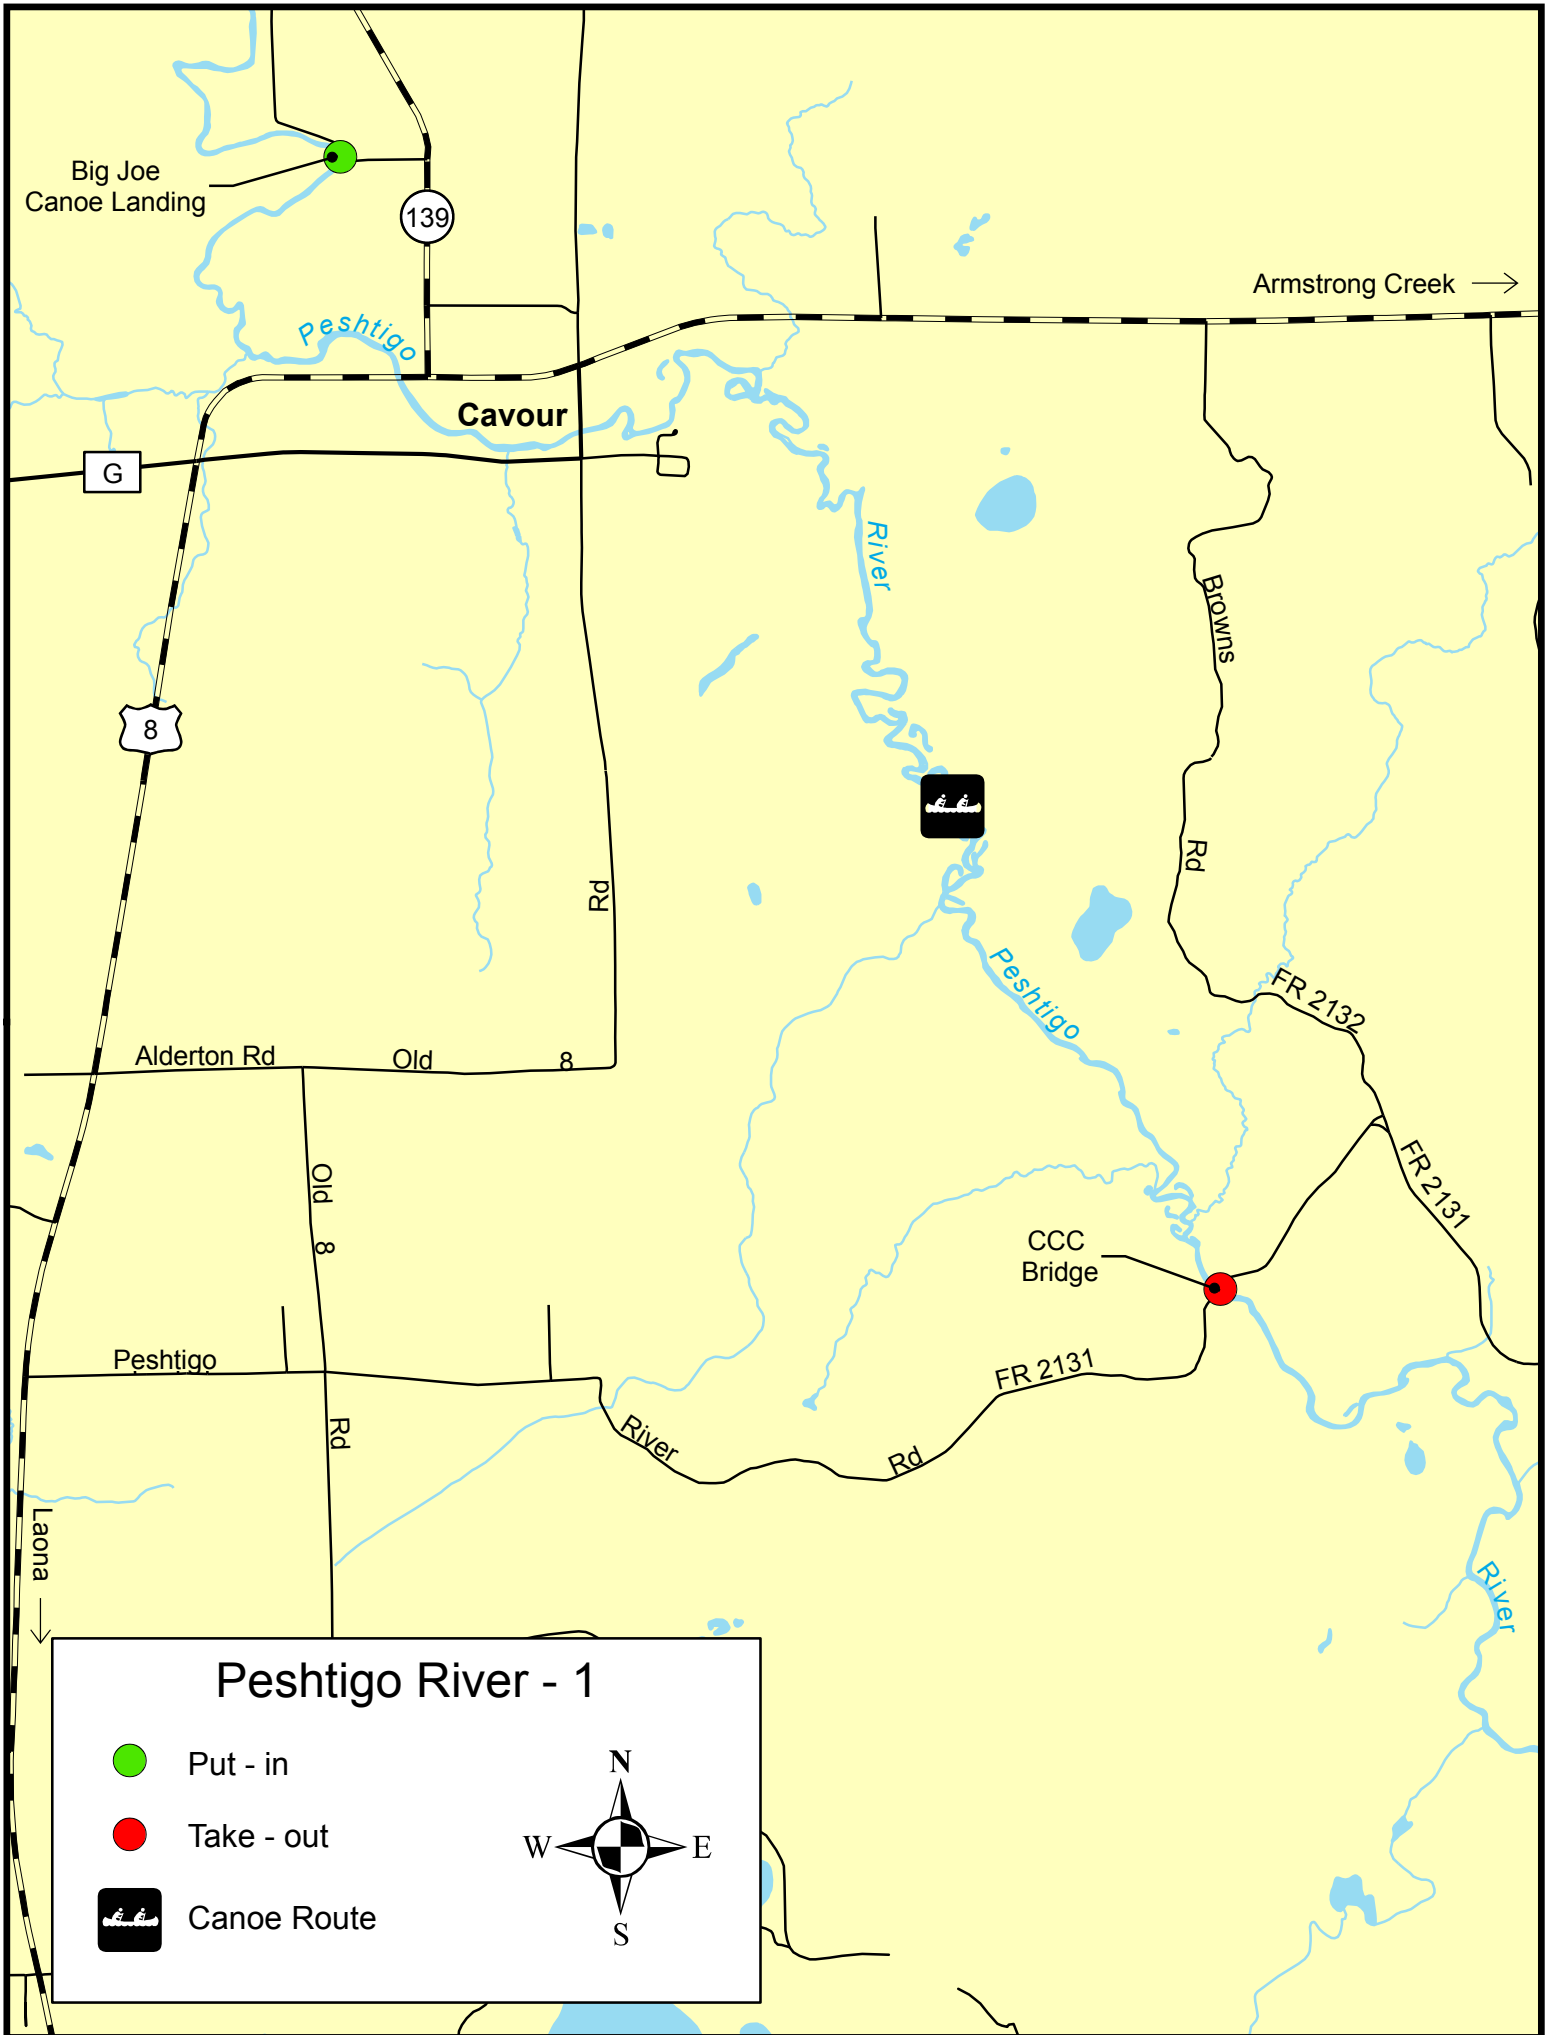 Big Joe
Canoe Landing
139
Armstrong Creek
Peshtigo
Cavour
G
River
Browns
8
Rd
Rd
Peshtigo
FR 2132
Alderton Rd
Old
8
Old
8
FR 2131
CCC
Bridge
Peshtigo
FR 2131
Rd
River
Rd
Laona
River
Peshtigo River - 1
Put - in
Take - out
Canoe Route
N
W
E
S